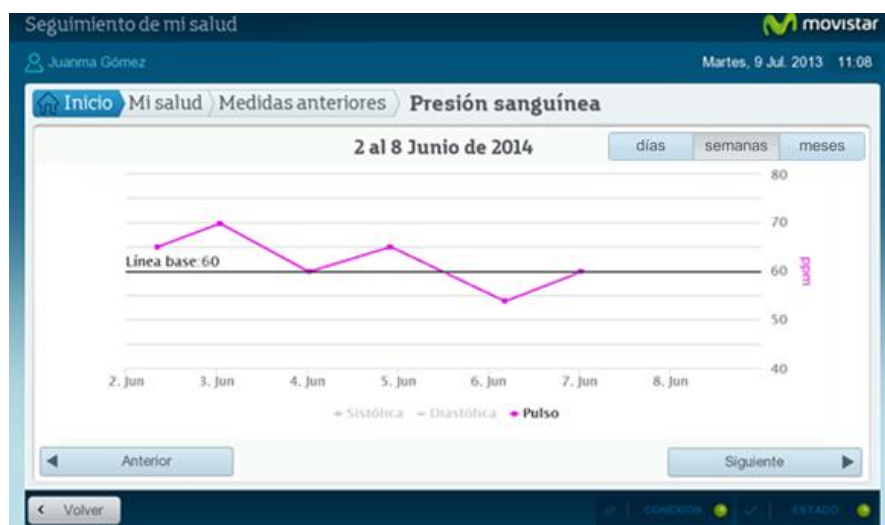 Seguimiento de mi salud
movistar
Juanma Gómez
Martes, 9 Jul. 2013 11:08
Inicio Mi salud Medidas anteriores Presión sanguínea
2 al 8 Junio de 2014
días semanas meses
80
70
Línea base:60
60
ppm
50
40
2. Jun 3. Jun 4. Jun 5. Jun 6. Jun 7. Jun 8. Jun
Sistólica Diastólica Pulso
Anterior
Siguiente
Volver
CONEXIÓN ESTADO